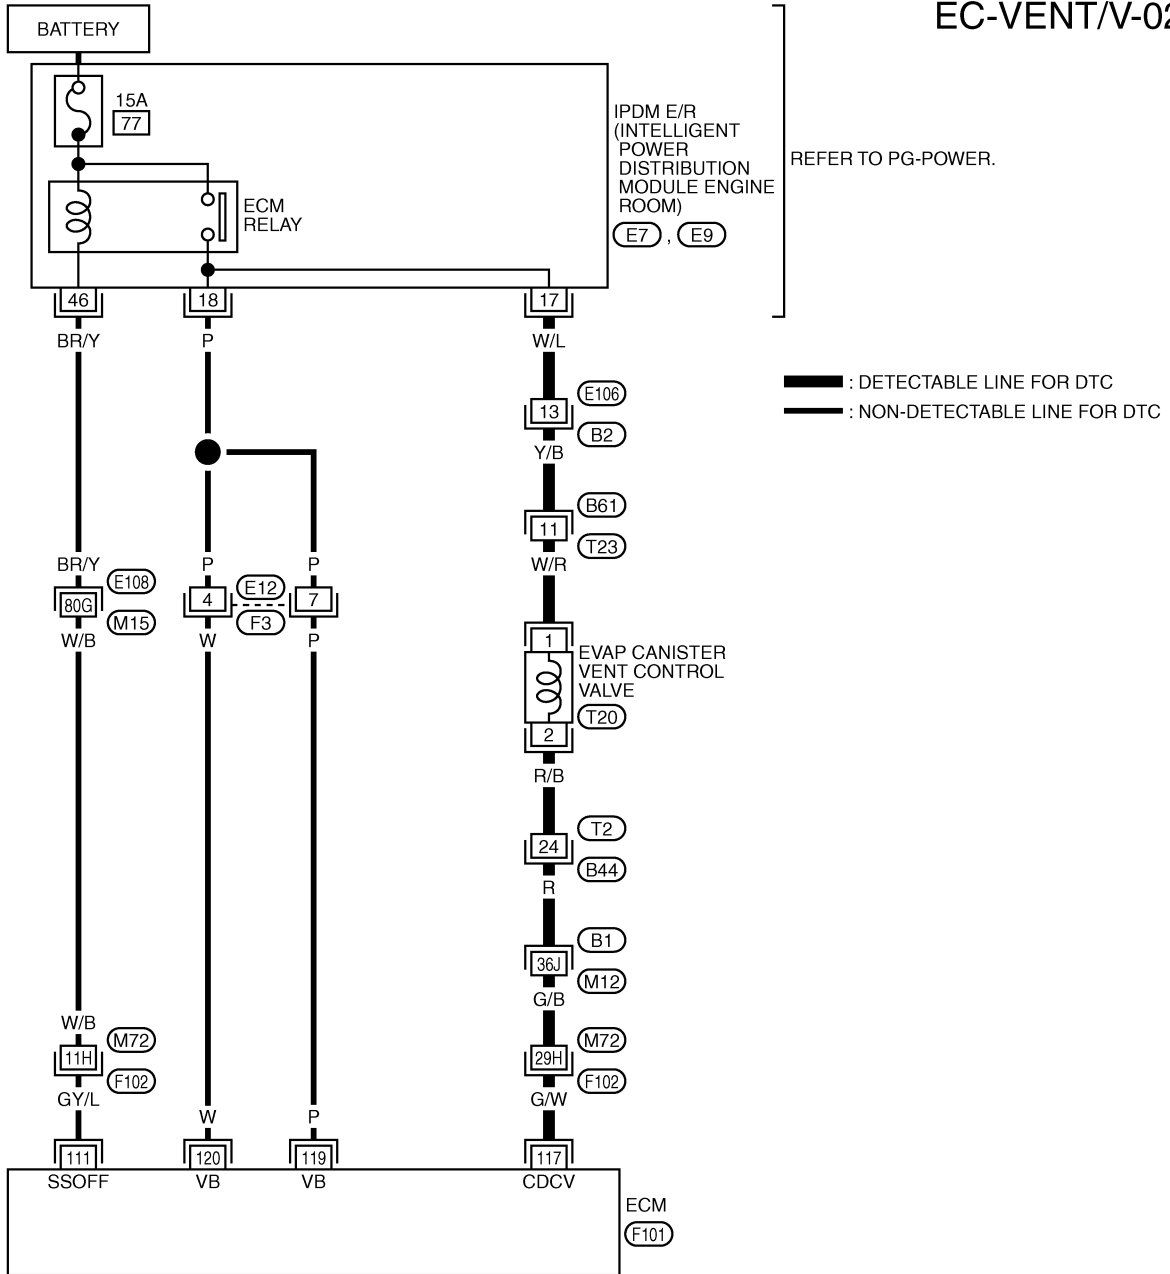 EC-VENT/V-02
BATTERY
15A
77
ECM
RELAY
IPDM E/R
(INTELLIGENT
POWER
DISTRIBUTION
MODULE ENGINE
ROOM)
E7 , E9
REFER TO PG-POWER.
46
18
17
BR/Y
P
W/L
: DETECTABLE LINE FOR DTC
: NON-DETECTABLE LINE FOR DTC
E106
13
B2
Y/B
B61
11
T23
BR/Y
P
P
W/R
E108
80G
M15
4
E12
F3
7
W/B
W
P
1
EVAP CANISTER
VENT CONTROL
VALVE
T20
2
R/B
T2
24
B44
R
B1
36J
M12
G/B
W/B
M72
11H
F102
GY/L
M72
29H
F102
G/W
W
P
111
120
119
117
SSOFF
VB
VB
CDCV
ECM
F101